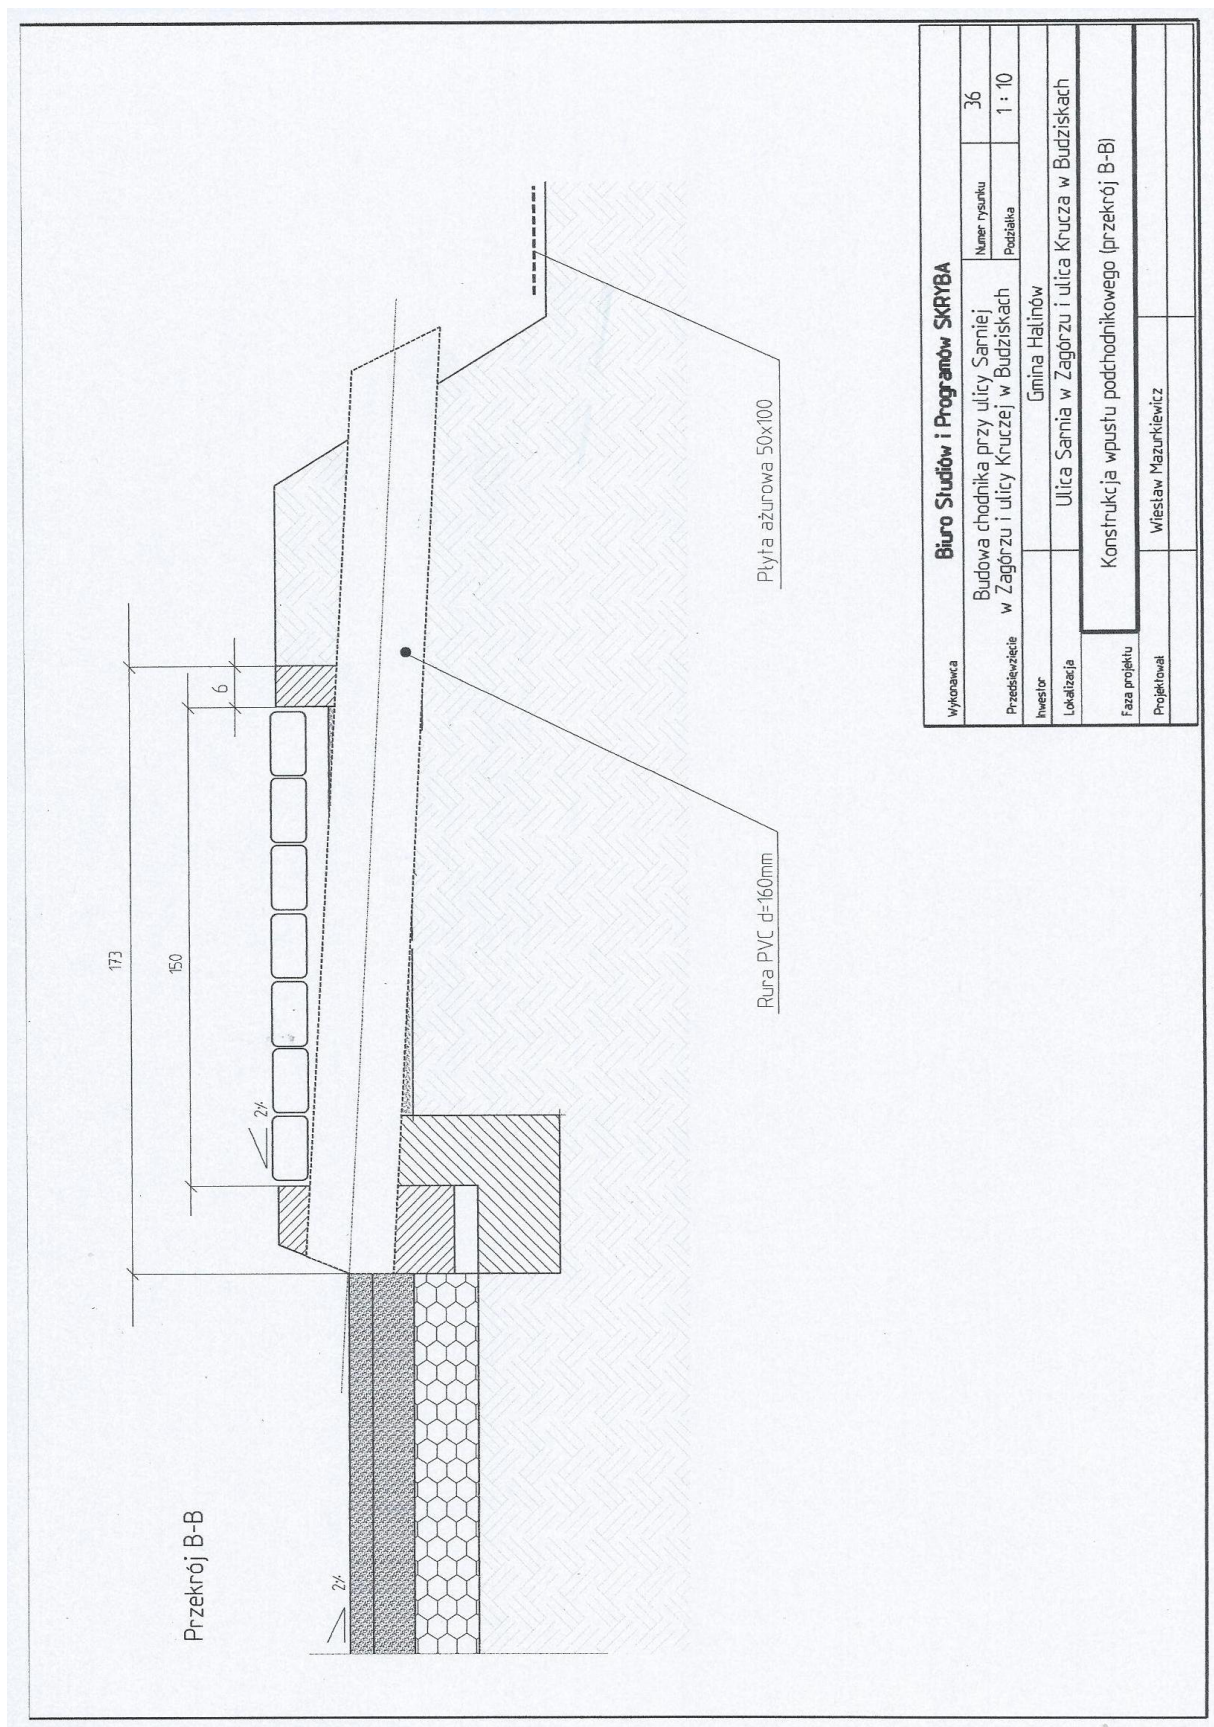 Przekrój B-B
173
150
6
2%
2%
Rura PVC d=160mm
Płyta ażurowa 50x100
Wykonawca
Biuro Studiów i Programów SKRYBA
Przedsięwzięcie
Budowa chodnika przy ulicy Sarniej
w Zagórzu i ulicy Kruczej w Budziskach
Numer rysunku
36
Podziałka
1 : 10
Inwestor
Gmina Halinów
Lokalizacja
Ulica Sarnia w Zagórzu i ulica Krucza w Budziskach
Faza projektu
Konstrukcja wpustu podchodnikowego (przekrój B-B)
Projektował
Wiesław Mazurkiewicz